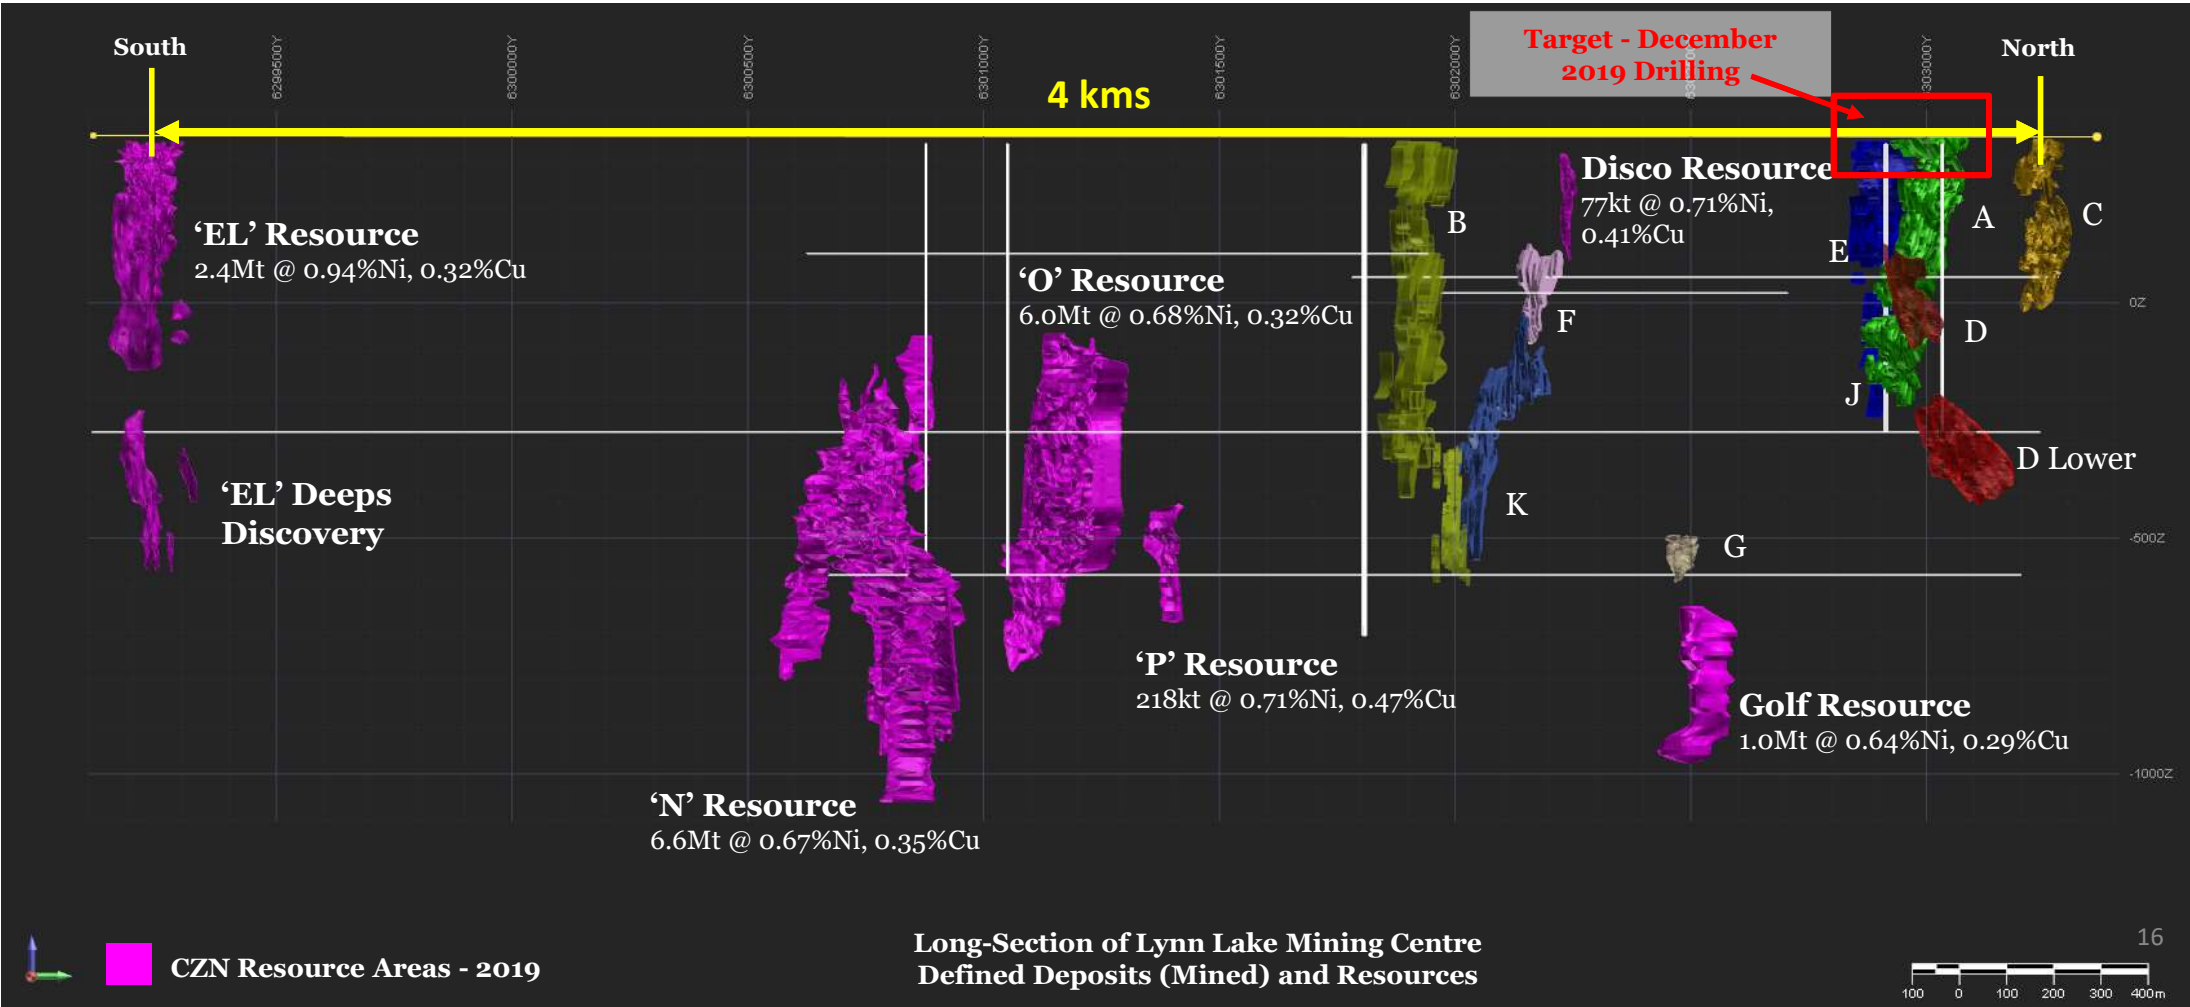 South
6299500Y
6300000Y
6300500Y
6301000Y
6301500Y
6302000Y
Target - December
2019 Drilling
North
4 kms
Disco Resource
77kt @ 0.71%Ni,
0.41%Cu
B
A
C
E
‘EL’ Resource
2.4Mt @ 0.94%Ni, 0.32%Cu
‘O’ Resource
6.0Mt @ 0.68%Ni, 0.32%Cu
0Z
F
D
J
D Lower
‘EL’ Deeps
Discovery
K
G
-500Z
‘P’ Resource
218kt @ 0.71%Ni, 0.47%Cu
Golf Resource
1.0Mt @ 0.64%Ni, 0.29%Cu
-1000Z
‘N’ Resource
6.6Mt @ 0.67%Ni, 0.35%Cu
CZN Resource Areas - 2019
Long-Section of Lynn Lake Mining Centre
Defined Deposits (Mined) and Resources
16
100 0 100 200 300 400m